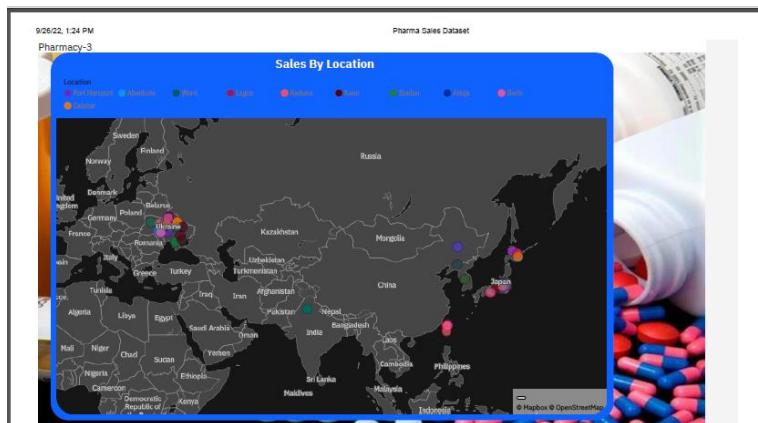 9/26/22, 1:24 PM Pharma Sales Dataset
Pharmacy-3
Sales By Location
Location
Port Harcourt Abeokuta Warri Lagos Kaduna Kano Ibadan Abuja Ilorin
Calabar
Sweden
Russia
Finland
Norway
Denmark
United Kingdom
Belarus
Germany Poland
Ukraine
France
Kazakhstan
Mongolia
Romania
Italy
Uzbekistan
Greece Turkey Turkmenistan
Japan
China
Tunisia
Iraq Iran Afghanistan
Algeria Libya Egypt
Pakistan Nepal
Saudi Arabia
Bangladesh
India
Oman
Laos
Mali Niger
Chad
Sudan
Yemen
Cambodia Philippines
Nigeria
Ethiopia
Sri Lanka
Cameroon
Maldives
Malaysia
Democratic
Republic of
Kenya
Indonesia
© Mapbox © OpenStreetMap